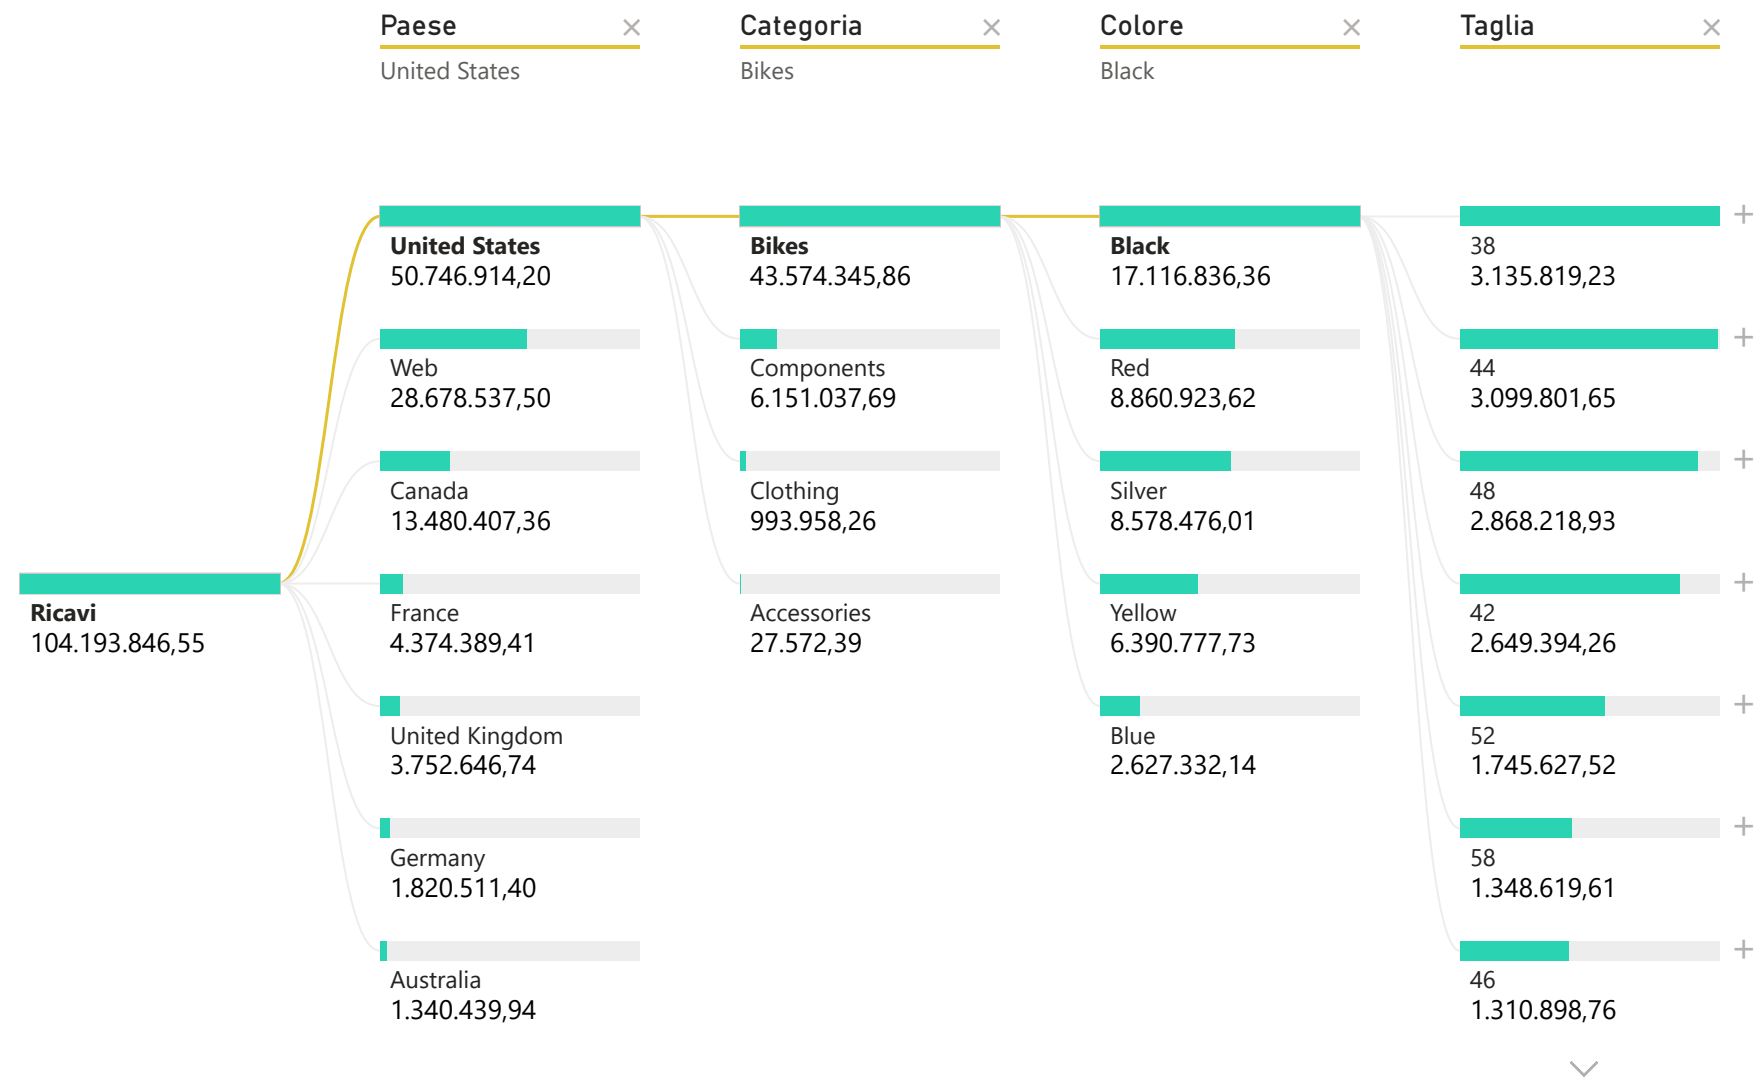 Paese
United States
Categoria
Bikes
Colore
Black
Taglia
Ricavi
104.193.846,55
United States
50.746.914,20
Web
28.678.537,50
Canada
13.480.407,36
France
4.374.389,41
United Kingdom
3.752.646,74
Germany
1.820.511,40
Australia
1.340.439,94
Bikes
43.574.345,86
Components
6.151.037,69
Clothing
993.958,26
Accessories
27.572,39
Black
17.116.836,36
Red
8.860.923,62
Silver
8.578.476,01
Yellow
6.390.777,73
Blue
2.627.332,14
38
3.135.819,23
44
3.099.801,65
48
2.868.218,93
42
2.649.394,26
52
1.745.627,52
58
1.348.619,61
46
1.310.898,76